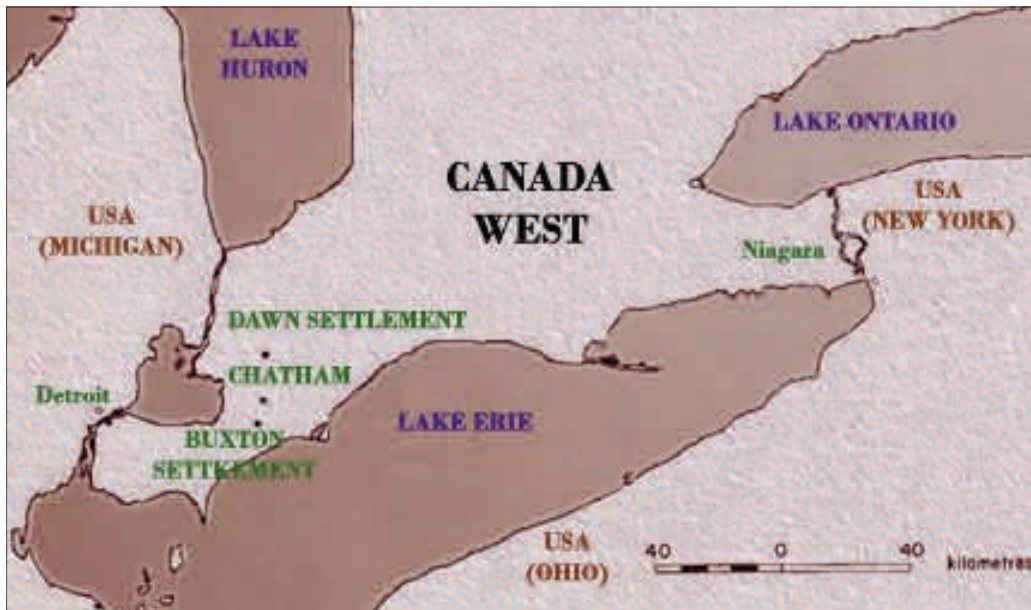 LAKE
HURON
LAKE ONTARIO
CANADA
WEST
USA
(MICHIGAN)
USA
(NEW YORK)
Niagara
DAWN SETTLEMENT
CHATHAM
Detroit
LAKE ERIE
BUXTON
SETTKEMENT
USA
(OHIO)
40 0 40
kilometres